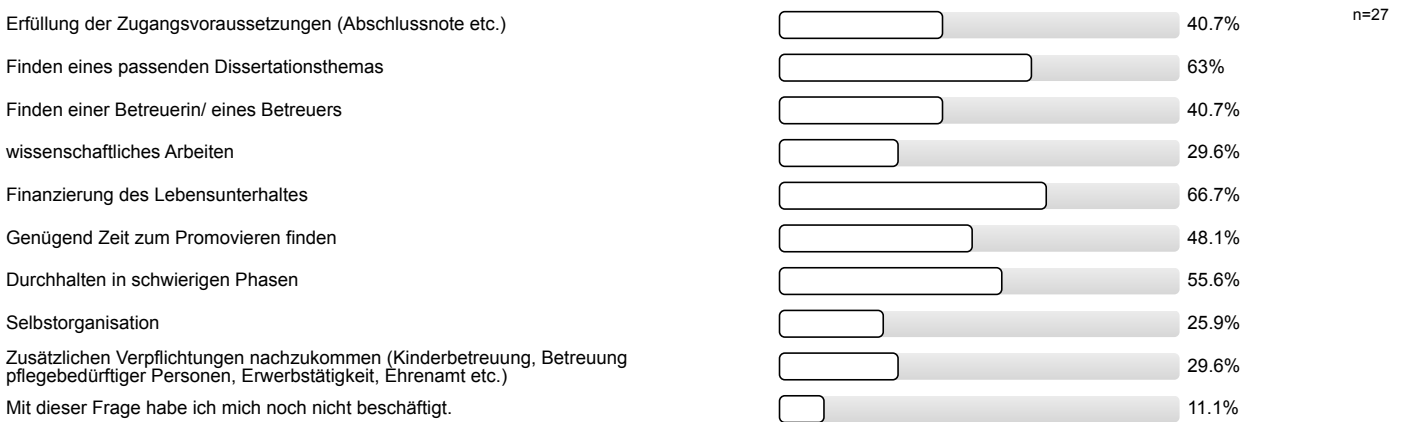 Erfüllung der Zugangsvoraussetzungen (Abschlussnote etc.) 40.7% n=27
Finden eines passenden Dissertationsthemas 63%
Finden einer Betreuerin/ eines Betreuers 40.7%
wissenschaftliches Arbeiten 29.6%
Finanzierung des Lebensunterhaltes 66.7%
Genügend Zeit zum Promovieren finden 48.1%
Durchhalten in schwierigen Phasen 55.6%
Selbstorganisation 25.9%
Zusätzlichen Verpflichtungen nachzukommen (Kinderbetreuung, Betreuung
pflegebedürftiger Personen, Erwerbstätigkeit, Ehrenamt etc.) 29.6%
Mit dieser Frage habe ich mich noch nicht beschäftigt. 11.1%